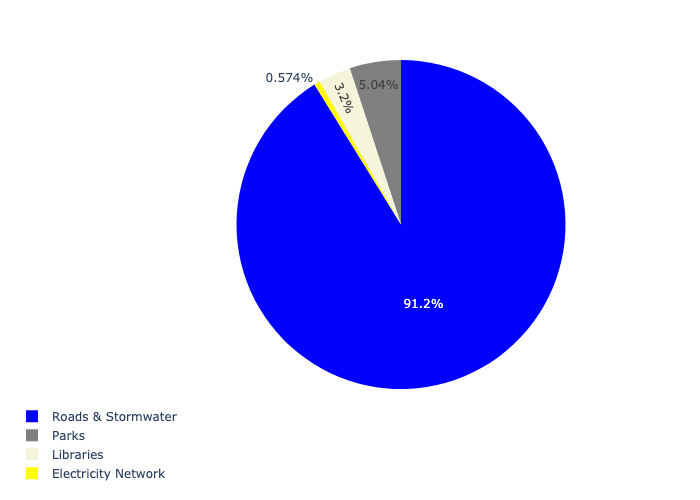 0.574%
3.2%
5.04%
91.2%
Roads & Stormwater
Parks
Libraries
Electricity Network